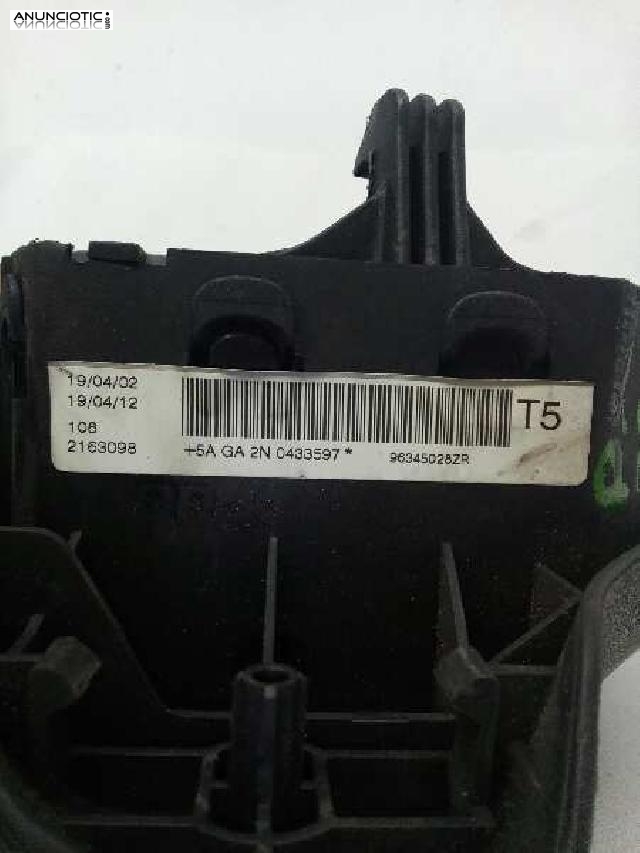 ANUNCIOTIC
19/04/02
19/04/12
108
2163098
+5A GA 2N 0433597 *
96345028ZR
T5